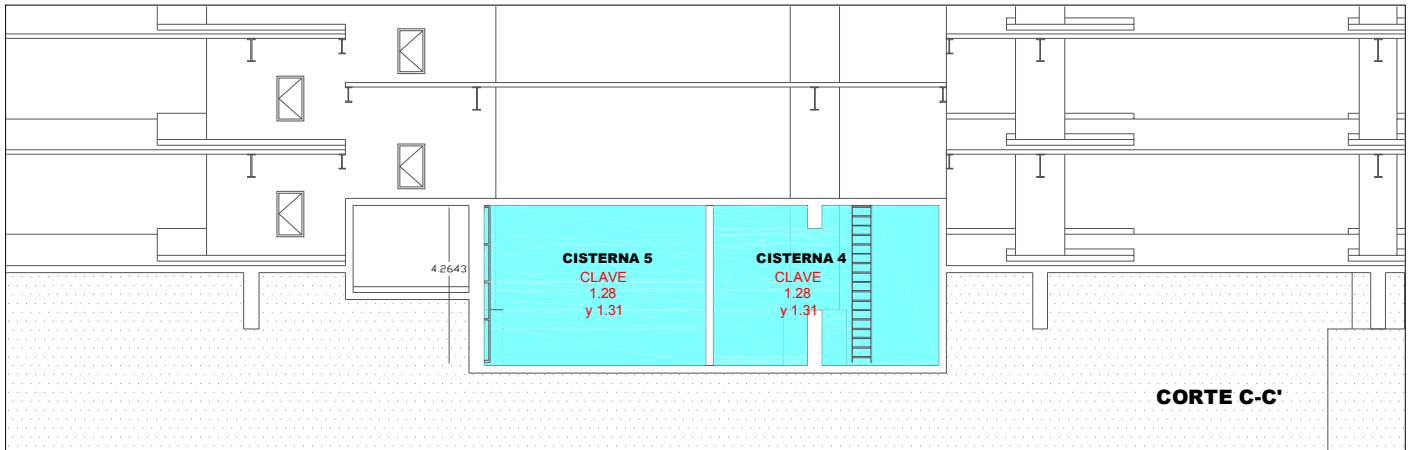 4.2643
CISTERNA 5
CLAVE
1.28
y 1.31
CISTERNA 4
CLAVE
1.28
y 1.31
CORTE C-C'